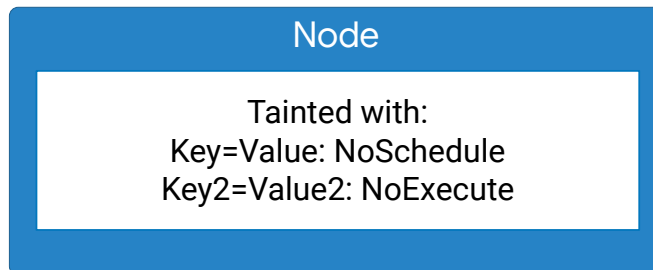 Node
Tainted with:
Key=Value: NoSchedule
Key2=Value2: NoExecute